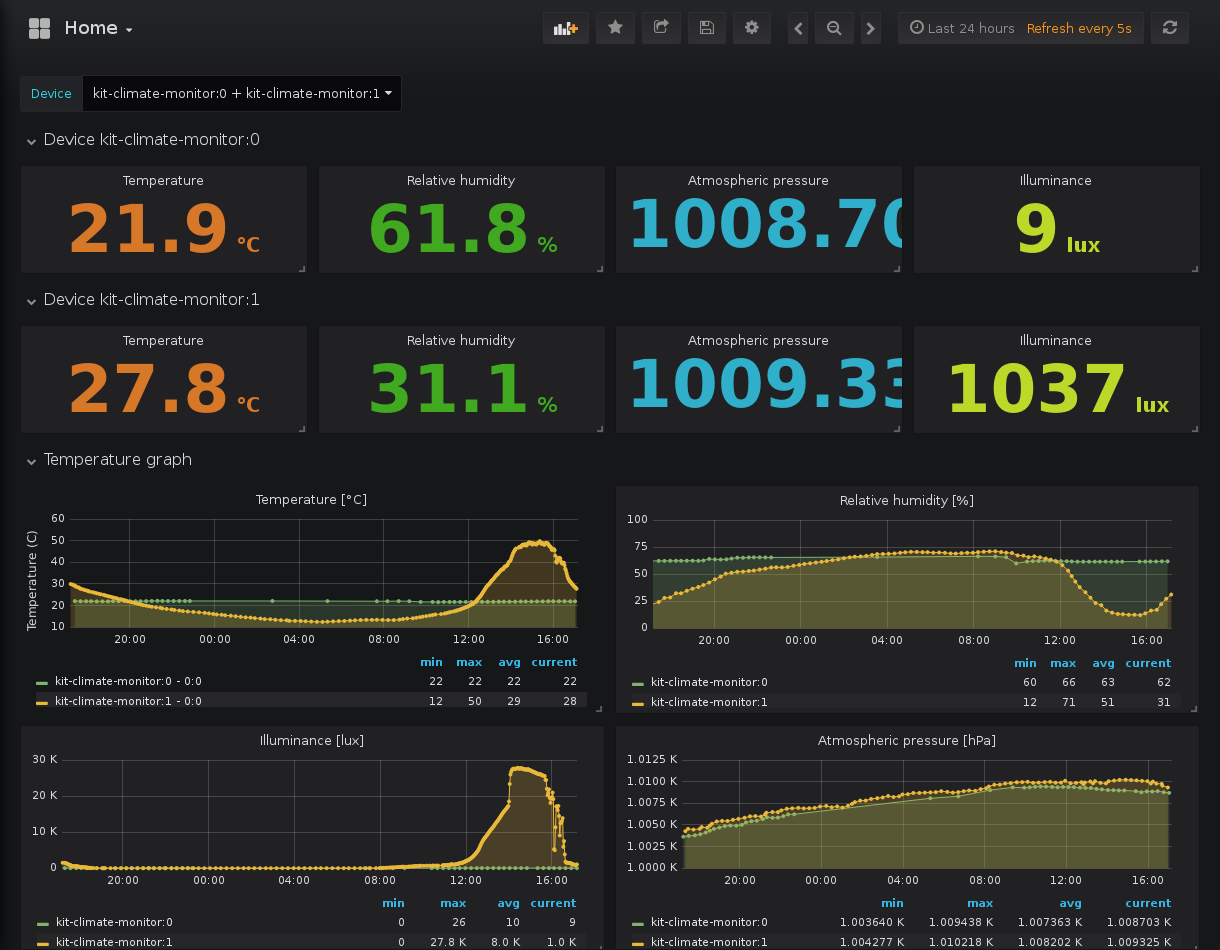 Home
Last 24 hours Refresh every 5s
Device kit-climate-monitor:0 + kit-climate-monitor:1
Device kit-climate-monitor:0
Temperature Relative humidity Atmospheric pressure Illuminance
21.9 °C 61.8 % 1008.70 9 lux
Device kit-climate-monitor:1
Temperature Relative humidity Atmospheric pressure Illuminance
27.8 °C 31.1 % 1009.33 1037 lux
Temperature graph
Temperature [°C]
Temperature (C)
60
50
40
30
20
10
20:00 00:00 04:00 08:00 12:00 16:00
min max avg current
kit-climate-monitor:0 - 0:0 22 22 22 22
kit-climate-monitor:1 - 0:0 12 50 29 28
Relative humidity [%]
100
75
50
25
0
20:00 00:00 04:00 08:00 12:00 16:00
min max avg current
kit-climate-monitor:0 60 66 63 62
kit-climate-monitor:1 12 71 51 31
Illuminance [lux]
30 K
20 K
10 K
0
20:00 00:00 04:00 08:00 12:00 16:00
min max avg current
kit-climate-monitor:0 0 26 10 9
kit-climate-monitor:1 0 27.8 K 8.0 K 1.0 K
Atmospheric pressure [hPa]
1.0125 K
1.0100 K
1.0075 K
1.0050 K
1.0025 K
1.0000 K
20:00 00:00 04:00 08:00 12:00 16:00
min max avg current
kit-climate-monitor:0 1.003640 K 1.009438 K 1.007363 K 1.008703 K
kit-climate-monitor:1 1.004277 K 1.010218 K 1.008202 K 1.009325 K